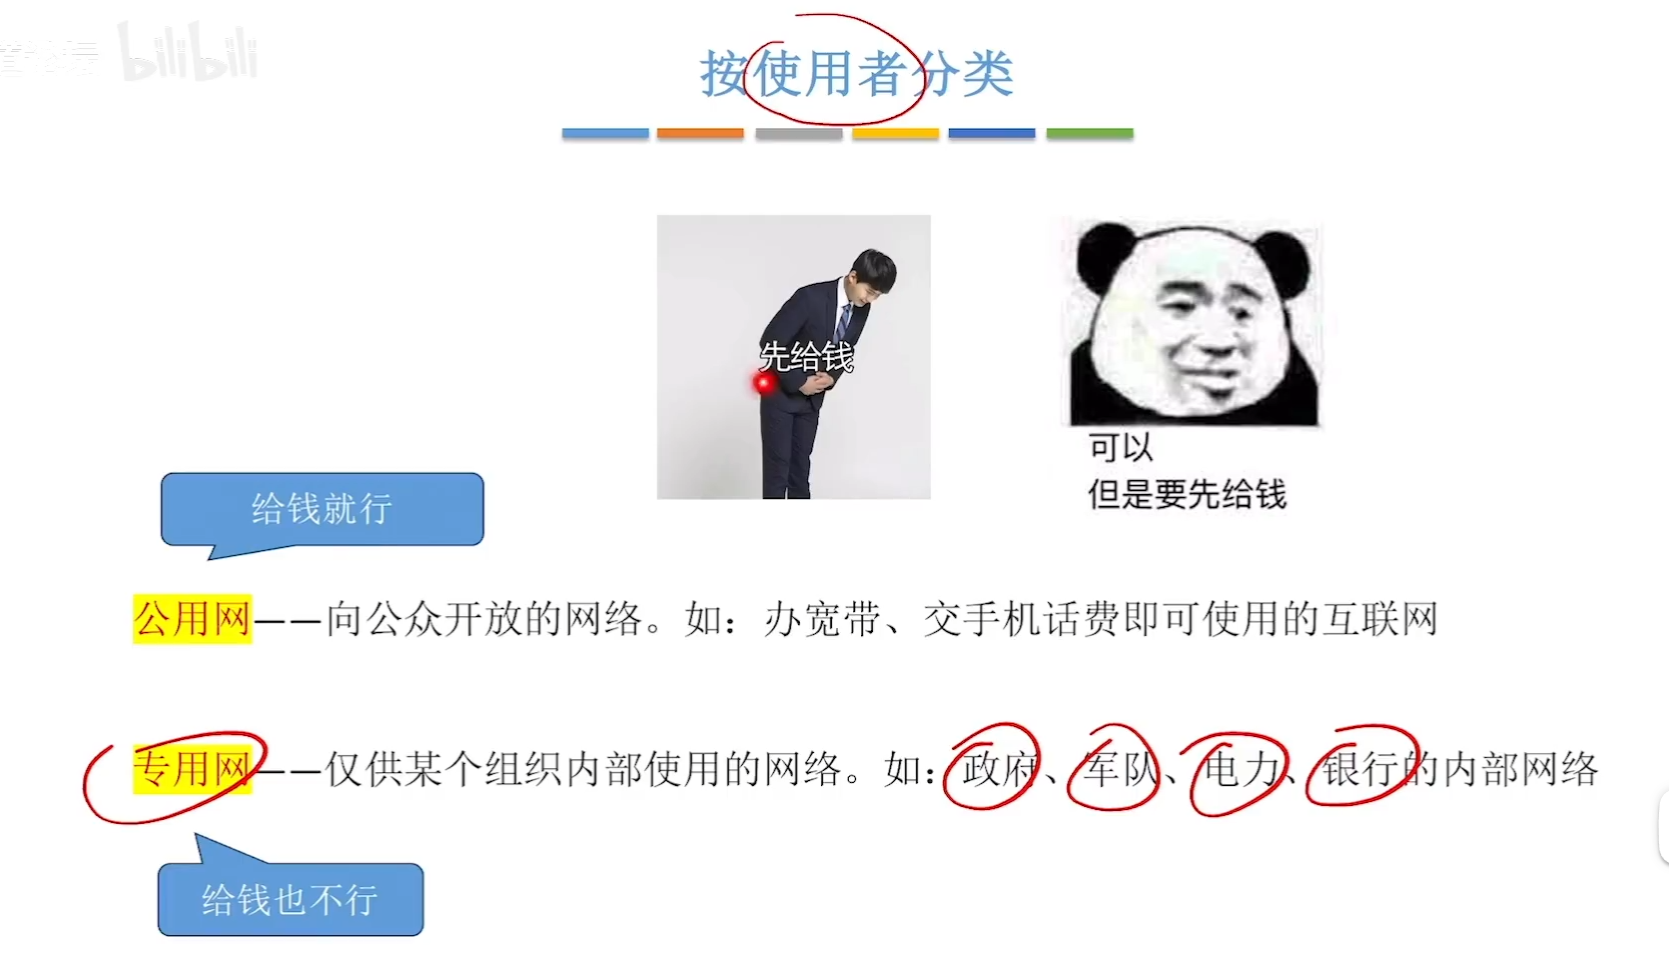 bilibili
按使用者分类
先给钱
可以
但是要先给钱
给钱就行
公用网——向公众开放的网络。如：办宽带、交手机话费即可使用的互联网
专用网——仅供某个组织内部使用的网络。如：政府、军队、电力、银行的内部网络
给钱也不行